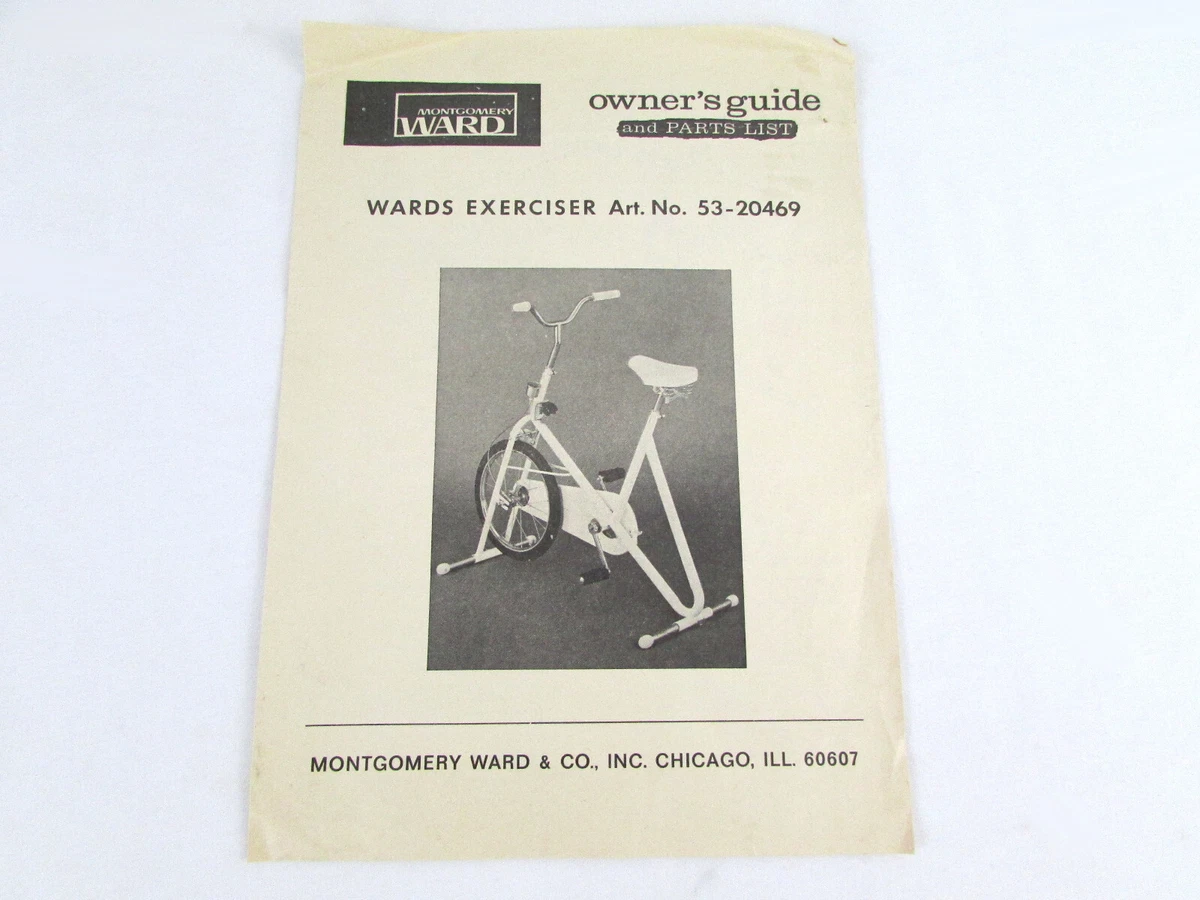 MONTGOMERY
WARD
owner's guide
and PARTS LIST
WARDS EXERCISER Art. No. 53-20469
MONTGOMERY WARD & CO., INC. CHICAGO, ILL. 60607